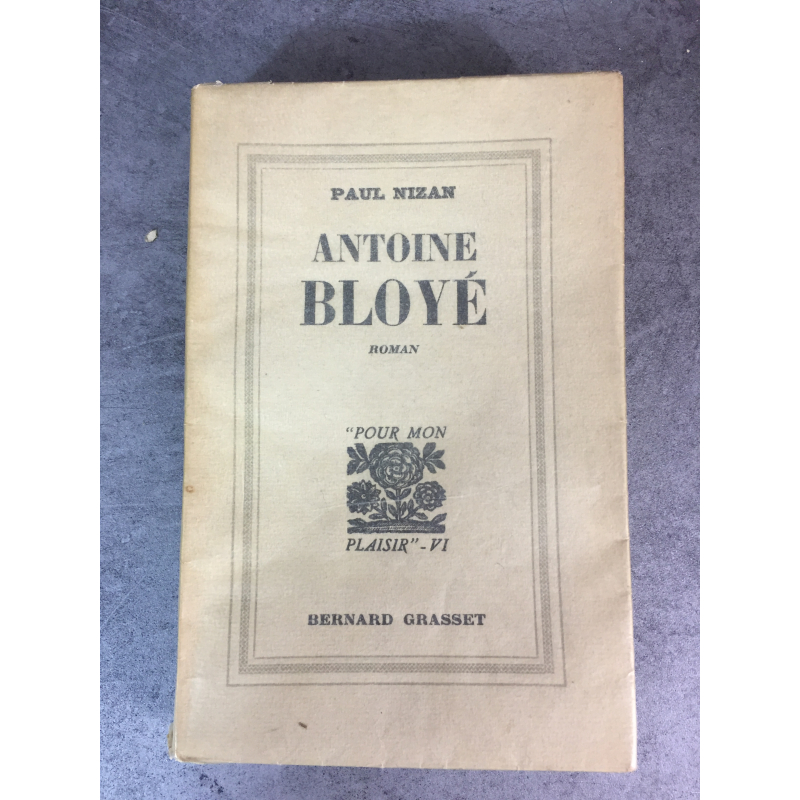 PAUL NIZAN
ANTOINE
BLOYÉ
ROMAN
"POUR MON
PLAISIR" - VI
BERNARD GRASSET